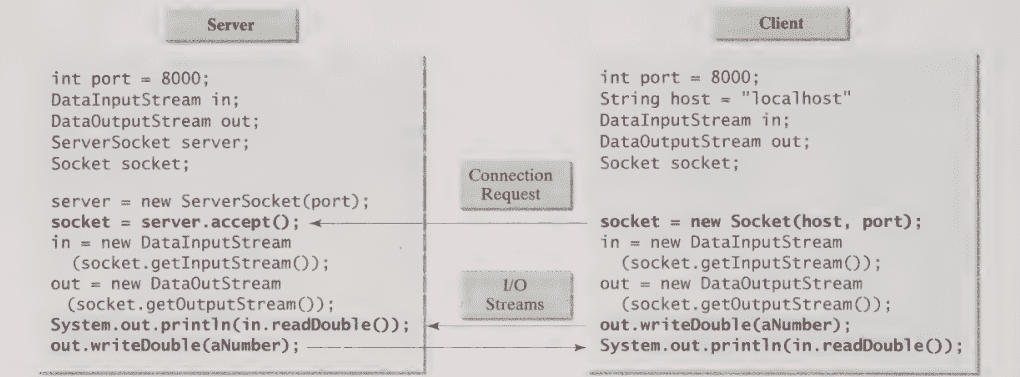 Server
int port = 8000;
DataInputStream in;
DataOutputStream out;
ServerSocket server;
Socket socket;
server = new ServerSocket(port);
socket = server.accept();
in = new DataInputStream
(socket.getInputStream());
out = new DataOutStream
(socket.getOutputStream());
System.out.println(in.readDouble());
out.writeDouble(aNumber);
Connection
Request
I/O
Streams
Client
int port = 8000;
String host = "localhost"
DataInputStream in;
DataOutputStream out;
Socket socket;
socket = new Socket(host, port);
in = new DataInputStream
(socket.getInputStream());
out = new DataOutputStream
(socket.getOutputStream());
out.writeDouble(aNumber);
System.out.println(in.readDouble());